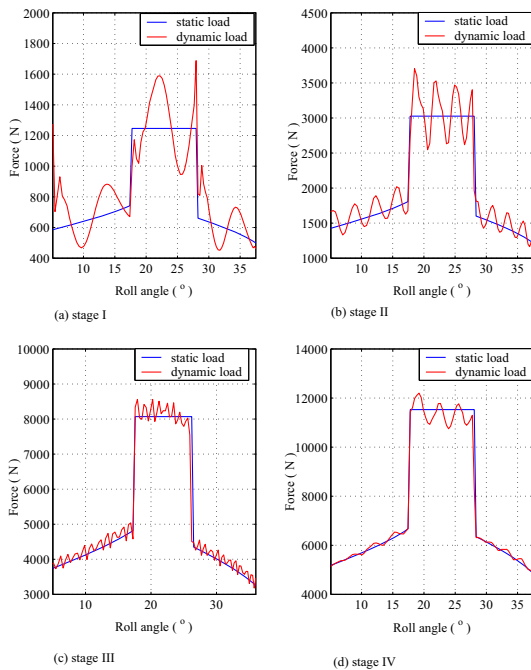 2000
1800
1600
1400
1200
1000
800
600
400
Force ( N )
static load
dynamic load
10 15 20 25 30 35
Roll angle ( o )
(a) stage I
4500
4000
3500
3000
2500
2000
1500
1000
Force ( N )
static load
dynamic load
10 15 20 25 30 35
Roll angle ( o )
(b) stage II
10000
9000
8000
7000
6000
5000
4000
3000
Force ( N )
static load
dynamic load
10 20 30
Roll angle ( o )
(c) stage III
14000
12000
10000
8000
6000
4000
Force ( N )
static load
dynamic load
10 15 20 25 30 35
Roll angle ( o )
(d) stage IV